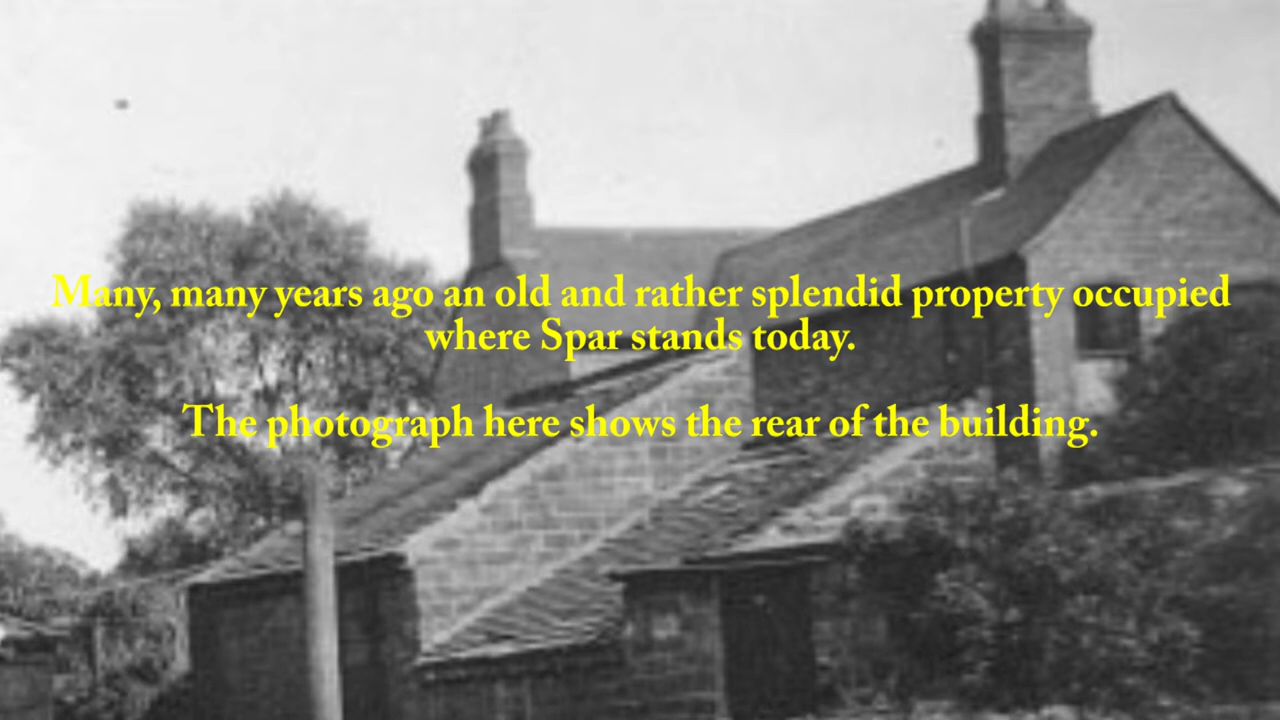 Many, many years ago an old and rather splendid property occupied
where Spar stands today.
The photograph here shows the rear of the building.